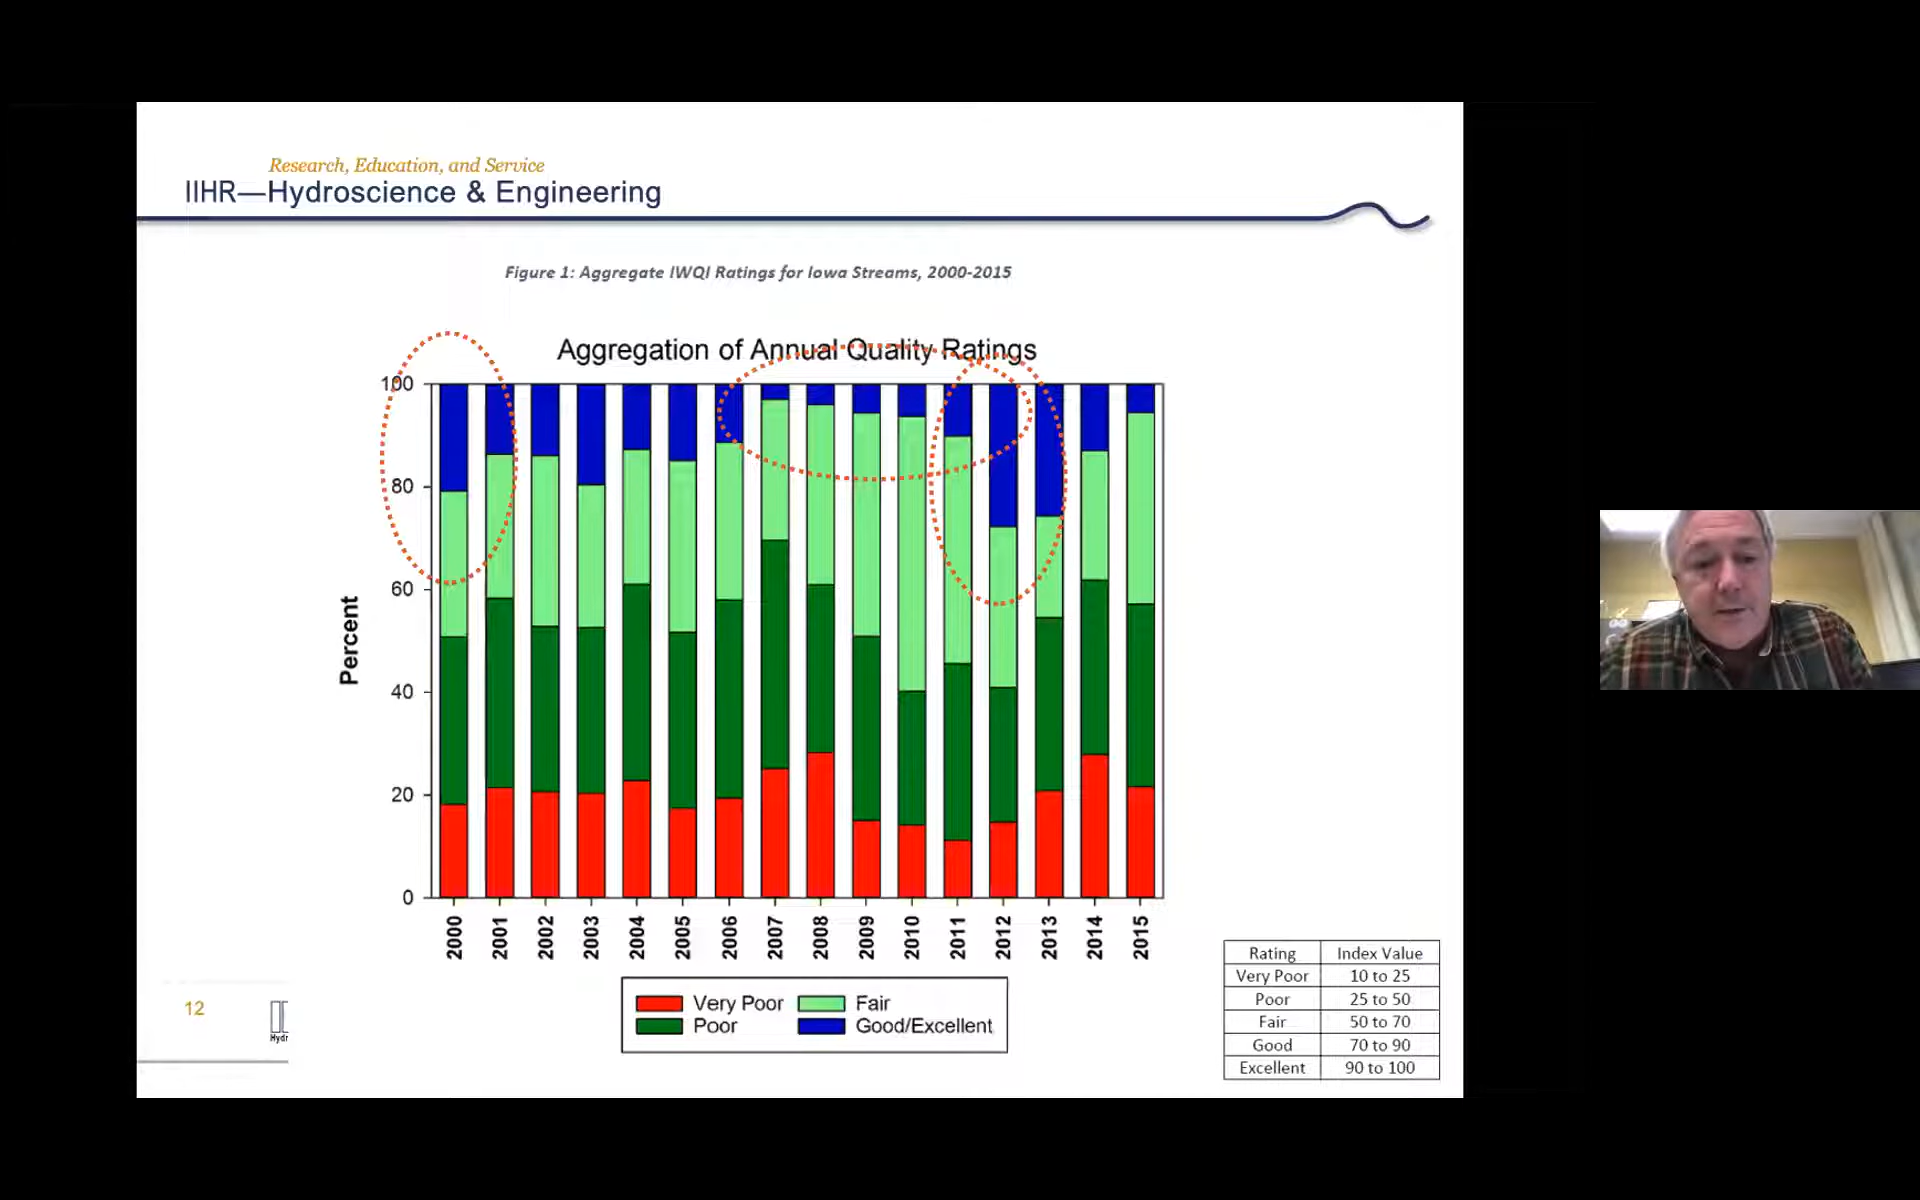 Research, Education, and Service
IIHR—Hydroscience & Engineering
Figure 1: Aggregate IWQI Ratings for Iowa Streams, 2000-2015
Aggregation of Annual Quality Ratings
Percent
100
80
60
40
20
0
2000 2001 2002 2003 2004 2005 2006 2007 2008 2009 2010 2011 2012 2013 2014 2015
Very Poor Fair
Poor Good/Excellent
Rating Index Value
Very Poor 10 to 25
Poor 25 to 50
Fair 50 to 70
Good 70 to 90
Excellent 90 to 100
12
Hydr